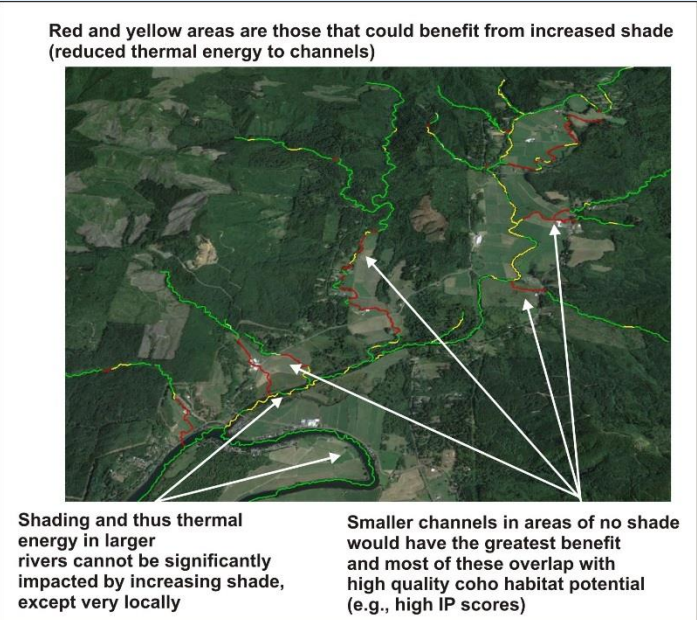 Red and yellow areas are those that could benefit from increased shade
(reduced thermal energy to channels)
Shading and thus thermal
energy in larger
rivers cannot be significantly
impacted by increasing shade,
except very locally
Smaller channels in areas of no shade
would have the greatest benefit
and most of these overlap with
high quality coho habitat potential
(e.g., high IP scores)